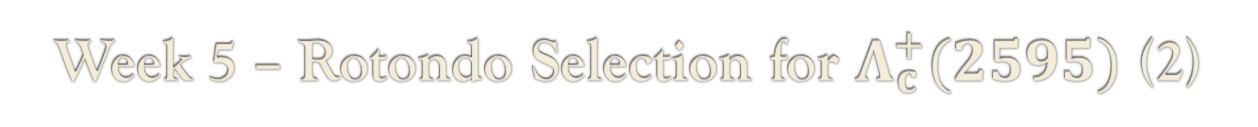 Week 5 – Rotondo Selection for Λc⁺(2595) (2)